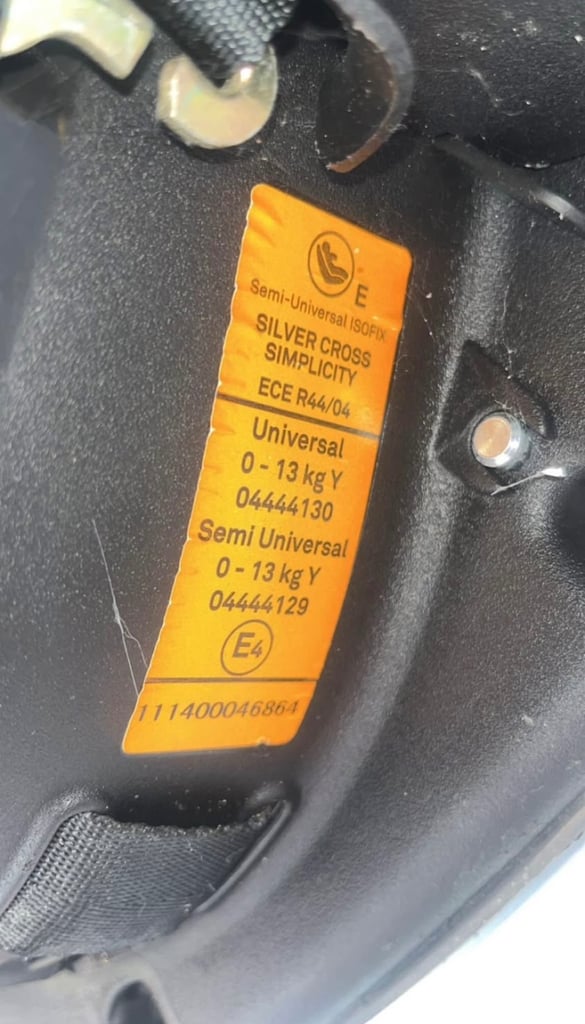 E
Semi-Universal ISOFIX
SILVER CROSS
SIMPLICITY
ECE R44/04
Universal
0 - 13 kg Y
04444130
Semi Universal
0 - 13 kg Y
04444129
E4
111400046864